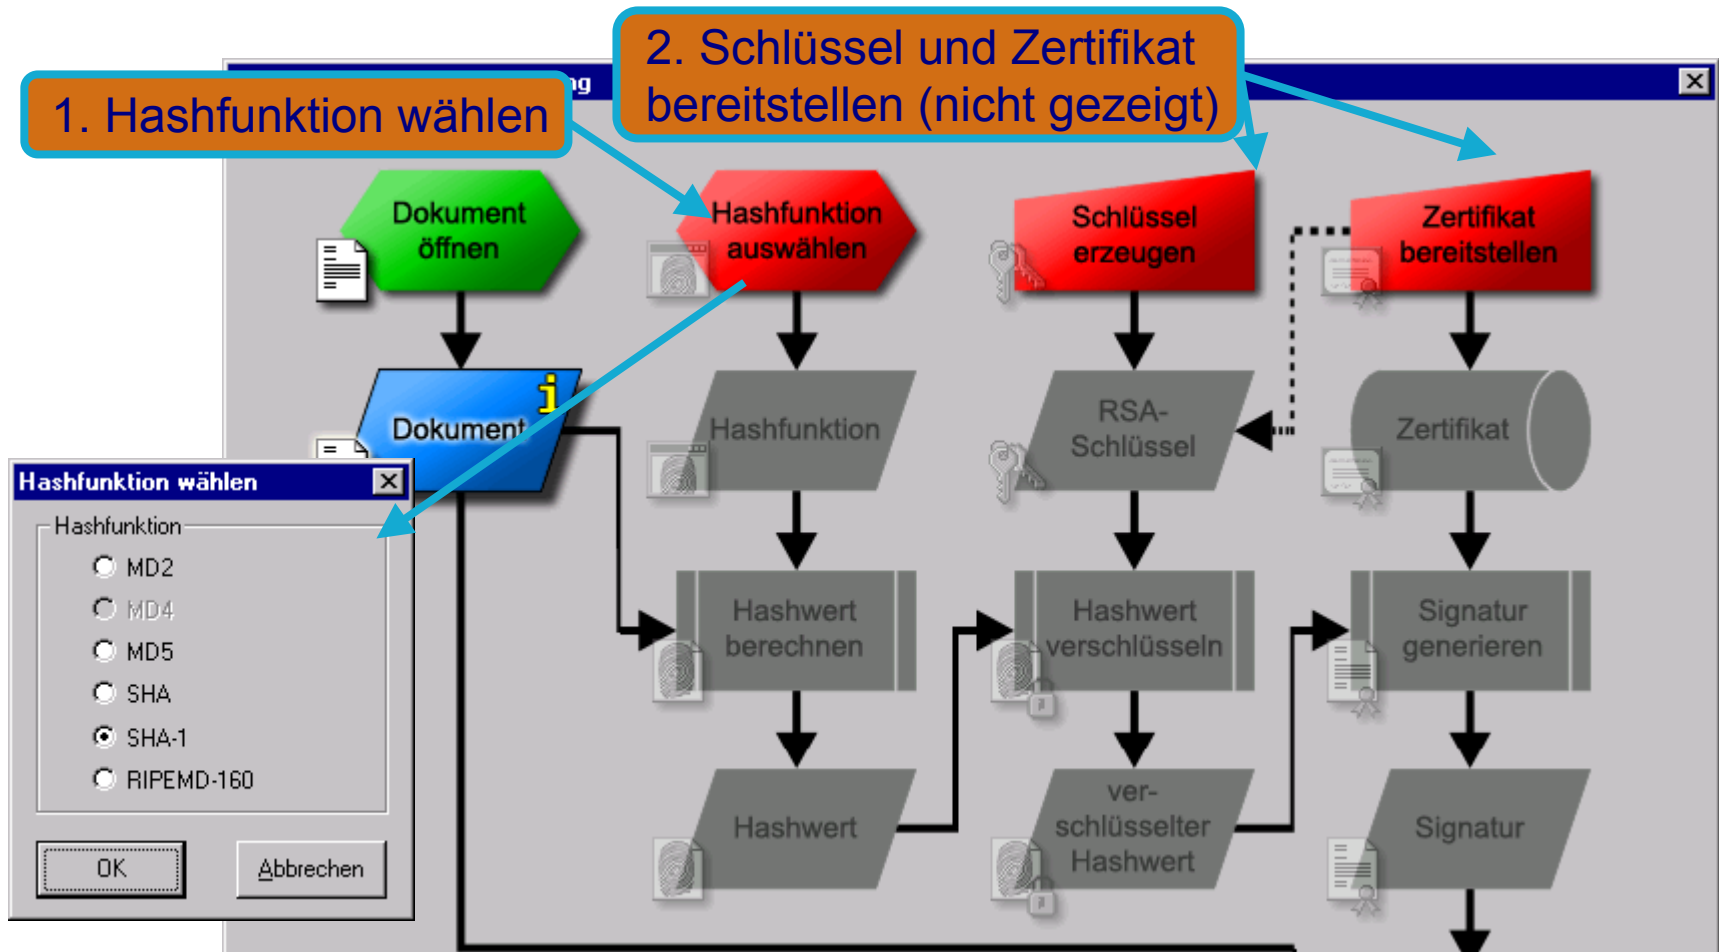 2. Schlüssel und Zertifikat
bereitstellen (nicht gezeigt)
1. Hashfunktion wählen
ng
Dokument
öffnen
Hashfunktion
auswählen
Schlüssel
erzeugen
Zertifikat
bereitstellen
Dokument
i
Hashfunktion
RSA-
Schlüssel
Zertifikat
Hashfunktion wählen
Hashfunktion
MD2
MD4
MD5
SHA
SHA-1
RIPEMD-160
OK
Abbrechen
Hashwert
berechnen
Hashwert
verschlüsseln
Signatur
generieren
Hashwert
ver-
schlüsselter
Hashwert
Signatur